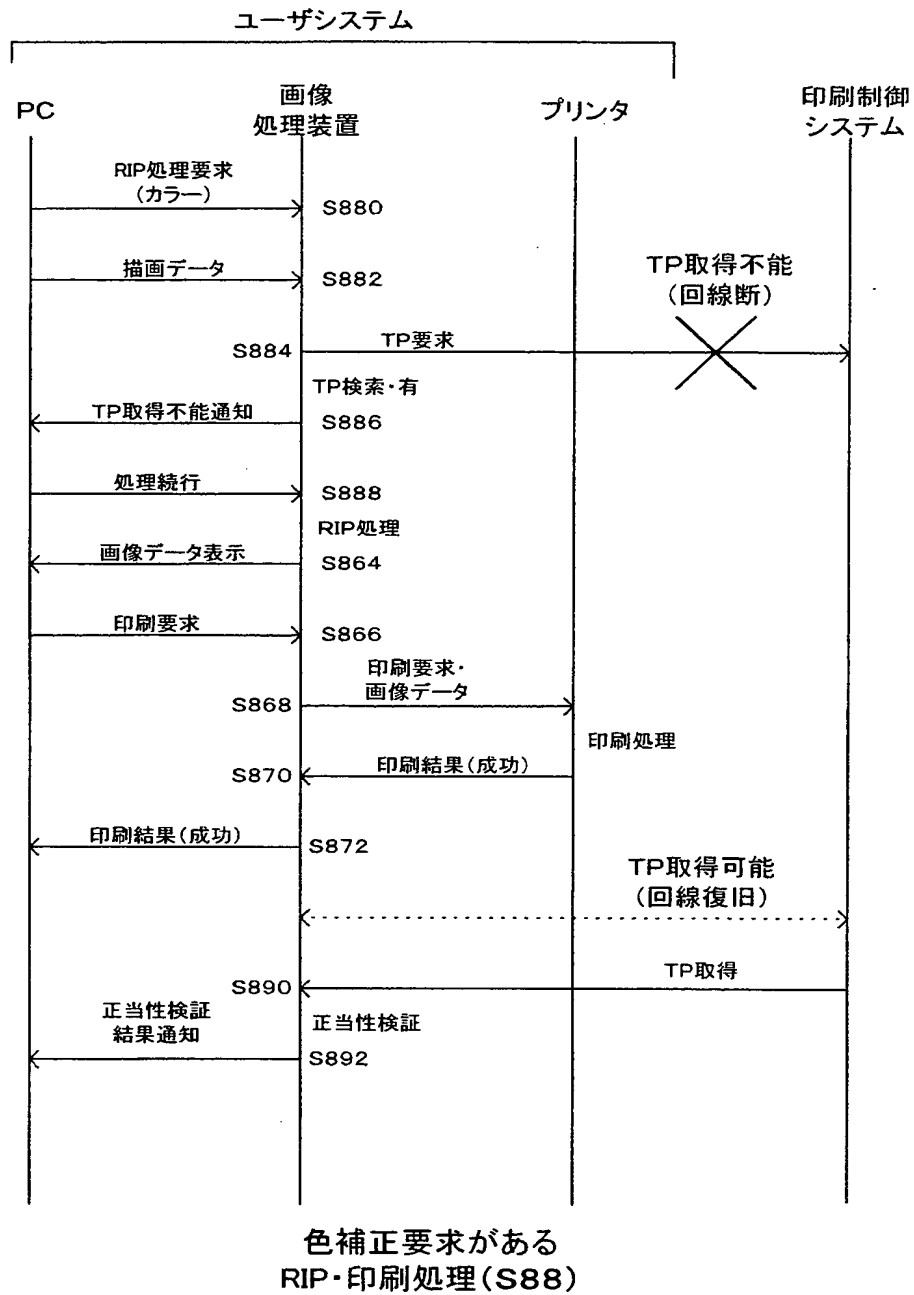 ユーザシステム
PC
画像
処理装置
プリンタ
印刷制御
システム
RIP処理要求
(カラー)
S880
描画データ
S882
TP取得不能
(回線断)
S884
TP要求
TP検索・有
TP取得不能通知
S886
処理続行
S888
RIP処理
画像データ表示
S864
印刷要求
S866
印刷要求・
画像データ
S868
印刷処理
S870
印刷結果(成功)
印刷結果(成功)
S872
TP取得可能
(回線復旧)
TP取得
S890
正当性検証
結果通知
正当性検証
S892
色補正要求がある
RIP・印刷処理(S88)